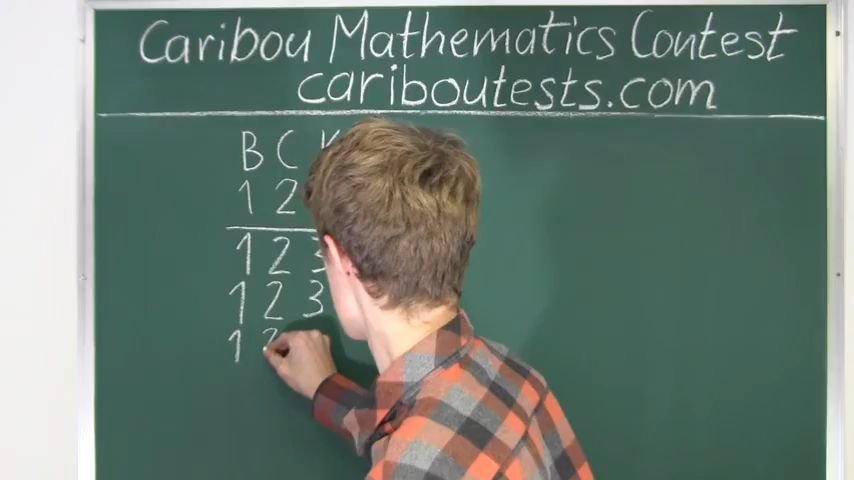 Caribou Mathematics Contest
cariboutests.com
B C
1 2
1 2 3
1 2 3
1